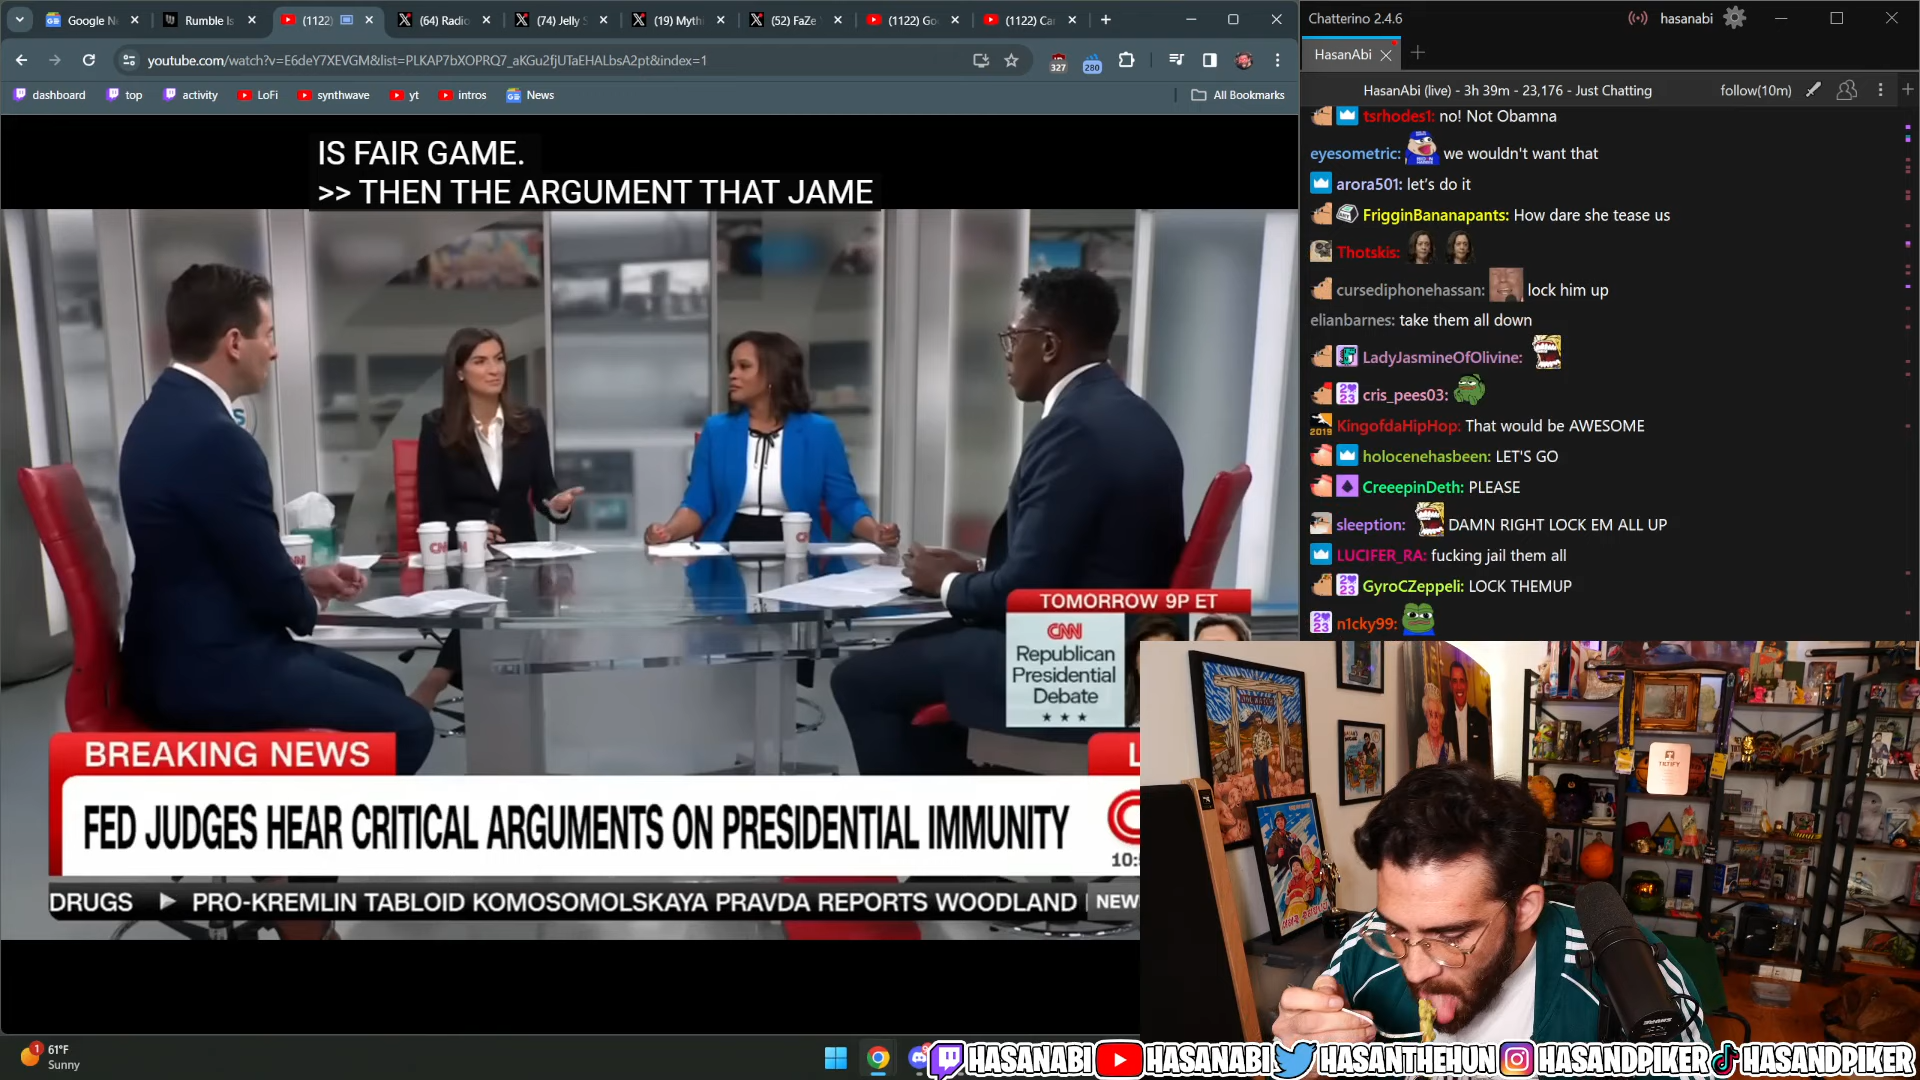 Google N
Rumble Is
(1122)
(64) Radio
(74) Jelly S
(19) Mythi
(52) FaZe
(1122) Go
(1122) Car
youtube.com/watch?v=E6deY7XEVGM&list=PLKAP7bXOPRQ7_aKGu2fjUTaEHALbsA2pt&index=1
327
280
dashboard
top
activity
LoFi
synthwave
yt
intros
News
All Bookmarks
IS FAIR GAME.
>> THEN THE ARGUMENT THAT JAME
TOMORROW 9P ET
CNN
Republican
Presidential
Debate
BREAKING NEWS
FED JUDGES HEAR CRITICAL ARGUMENTS ON PRESIDENTIAL IMMUNITY
10:
DRUGS ▶ PRO-KREMLIN TABLOID KOMOSOMOLSKAYA PRAVDA REPORTS WOODLAND
NEW
Chatterino 2.4.6
hasanabi
HasanAbi
HasanAbi (live) - 3h 39m - 23,176 - Just Chatting
follow(10m)
tsrhodes1: no! Not Obamna
eyesometric: we wouldn't want that
arora501: let's do it
FrigginBananapants: How dare she tease us
Thotskis:
cursediphonehassan: lock him up
elianbarnes: take them all down
LadyJasmineOfOlivine:
cris_pees03:
KingofdaHipHop: That would be AWESOME
holocenehasbeen: LET'S GO
CreeepinDeth: PLEASE
sleeption: DAMN RIGHT LOCK EM ALL UP
LUCIFER_RA: fucking jail them all
GyroCZeppeli: LOCK THEMUP
n1cky99:
61°F
Sunny
HASANABI
HASANABI
HASANTHEHUN
HASANDPIKER
HASANDPIKER